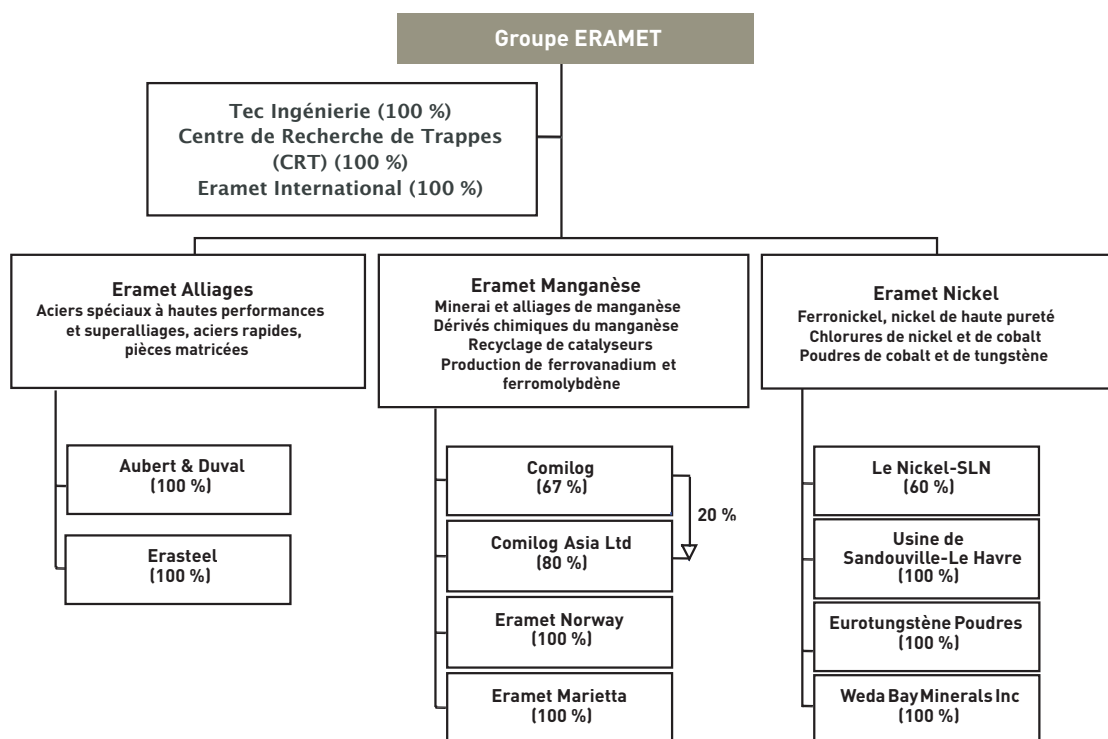 Groupe ERAMET
Tec Ingénierie (100 %)
Centre de Recherche de Trappes
(CRT) (100 %)
Eramet International (100 %)
Eramet Alliages
Aciers spéciaux à hautes performances
et superalliages, aciers rapides,
pièces matricées
Aubert & Duval
(100 %)
Erasteel
(100 %)
Eramet Manganèse
Minerai et alliages de manganèse
Dérivés chimiques du manganèse
Recyclage de catalyseurs
Production de ferrovanadium et
ferromolybdène
Comilog
(67 %)
20 %
Comilog Asia Ltd
(80 %)
Eramet Norway
(100 %)
Eramet Marietta
(100 %)
Eramet Nickel
Ferronickel, nickel de haute pureté
Chlorures de nickel et de cobalt
Poudres de cobalt et de tungstène
Le Nickel-SLN
(60 %)
Usine de
Sandouville-Le Havre
(100 %)
Eurotungstène Poudres
(100 %)
Weda Bay Minerals Inc
(100 %)